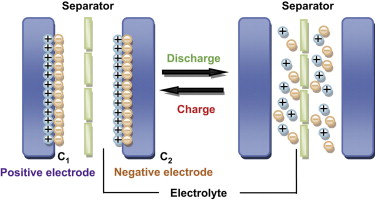 Separator
Separator
Discharge
Charge
C1
C2
Positive electrode
Negative electrode
Electrolyte